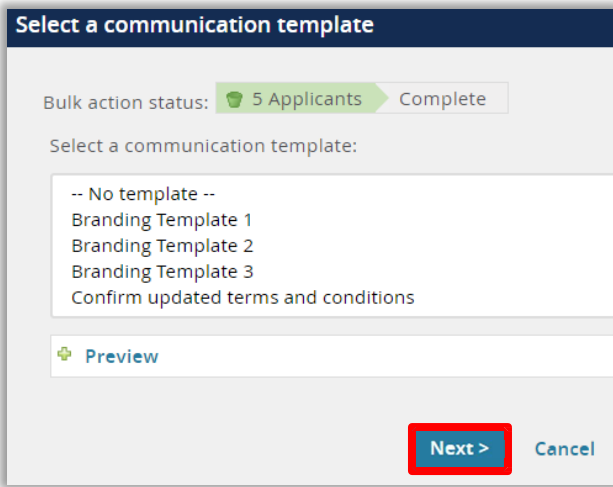 Select a communication template
Bulk action status: 5 Applicants Complete
Select a communication template:
-- No template --
Branding Template 1
Branding Template 2
Branding Template 3
Confirm updated terms and conditions
Preview
Next > Cancel